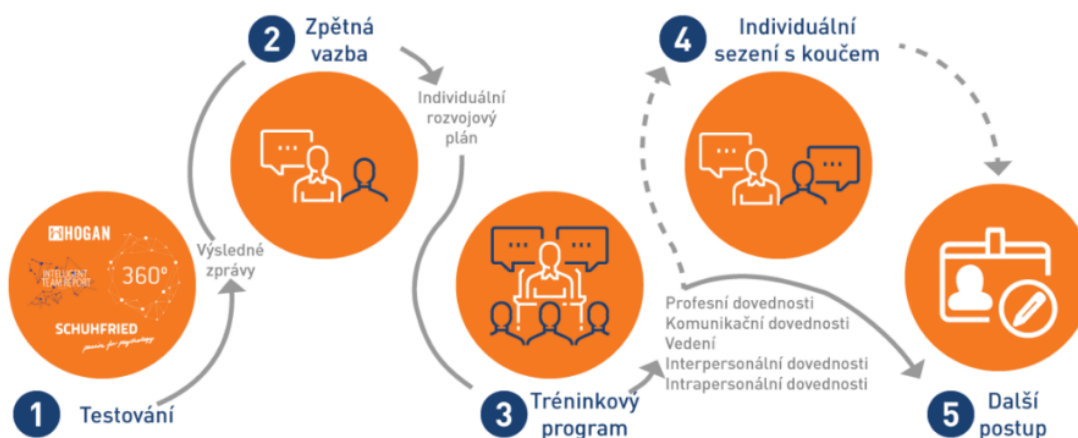 1
Testování
HOGAN
INTELLIGENT
TEAM REPORT
360°
SCHUHFRIED
passion for psychology
Výsledné
zprávy
2
Zpětná
vazba
Individuální
rozvojový
plán
3
Tréninkový
program
Profesní dovednosti
Komunikační dovednosti
Vedení
Interpersonální dovednosti
Intrapersonální dovednosti
4
Individuální
sezení s koučem
5
Další
postup